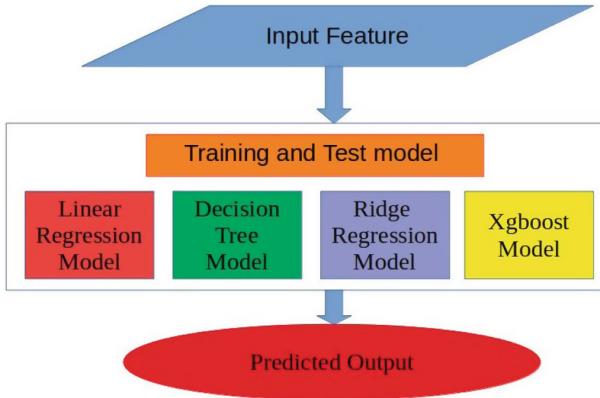 Input Feature
Training and Test model
Linear
Regression
Model
Decision
Tree
Model
Ridge
Regression
Model
Xgboost
Model
Predicted Output